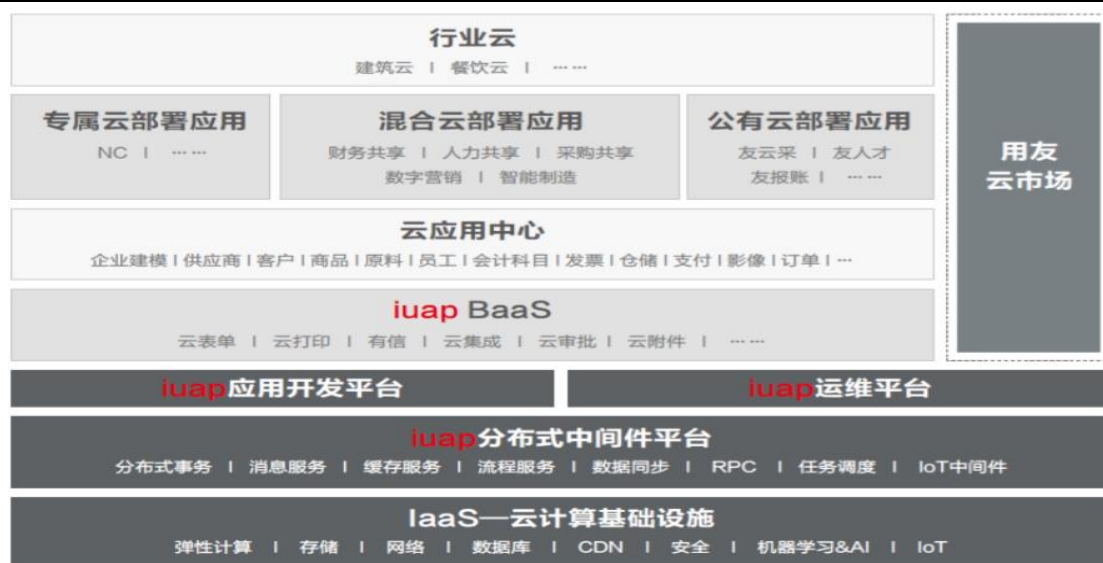 行业云
建筑云 | 餐饮云 | ……
专属云部署应用
NC | ……
混合云部署应用
财务共享 | 人力共享 | 采购共享
数字营销 | 智能制造
公有云部署应用
友云采 | 友人才
友报账 | ……
用友
云市场
云应用中心
企业建模 | 供应商 | 客户 | 商品 | 原料 | 员工 | 会计科目 | 发票 | 仓储 | 支付 | 影像 | 订单 | …
iuap BaaS
云表单 | 云打印 | 有信 | 云集成 | 云审批 | 云附件 | ……
iuap应用开发平台
iuap运维平台
iuap分布式中间件平台
分布式事务 | 消息服务 | 缓存服务 | 流程服务 | 数据同步 | RPC | 任务调度 | IoT中间件
IaaS—云计算基础设施
弹性计算 | 存储 | 网络 | 数据库 | CDN | 安全 | 机器学习&AI | IoT